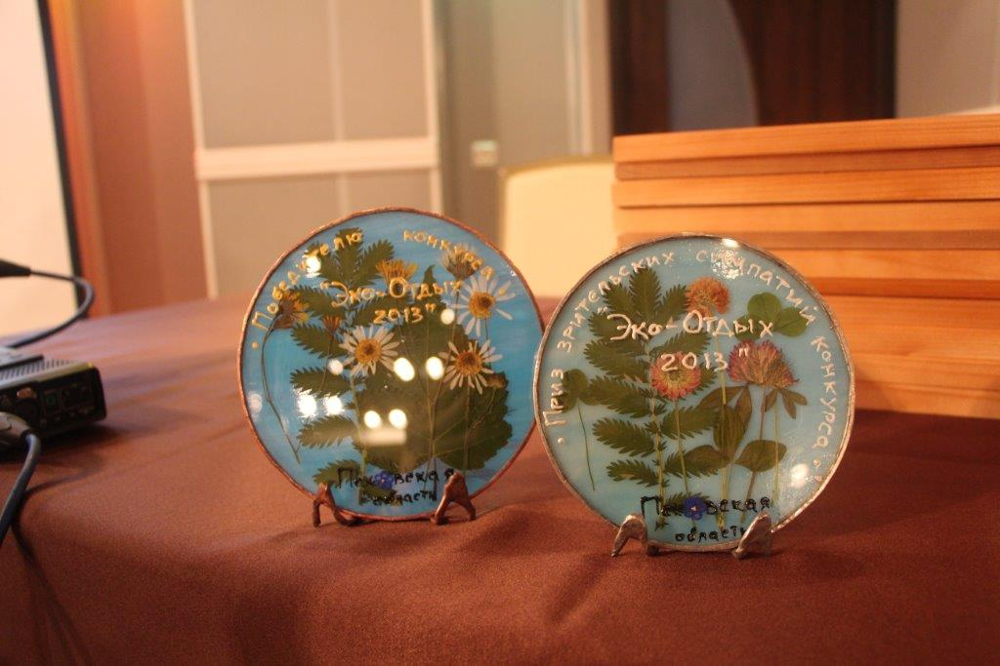 • Победителю конкурса
"Эко-Отдых
2013"
Псковская
область
• Приз зрительских симпатий конкурса •
Эко-Отдых
2013"
Псковская
область